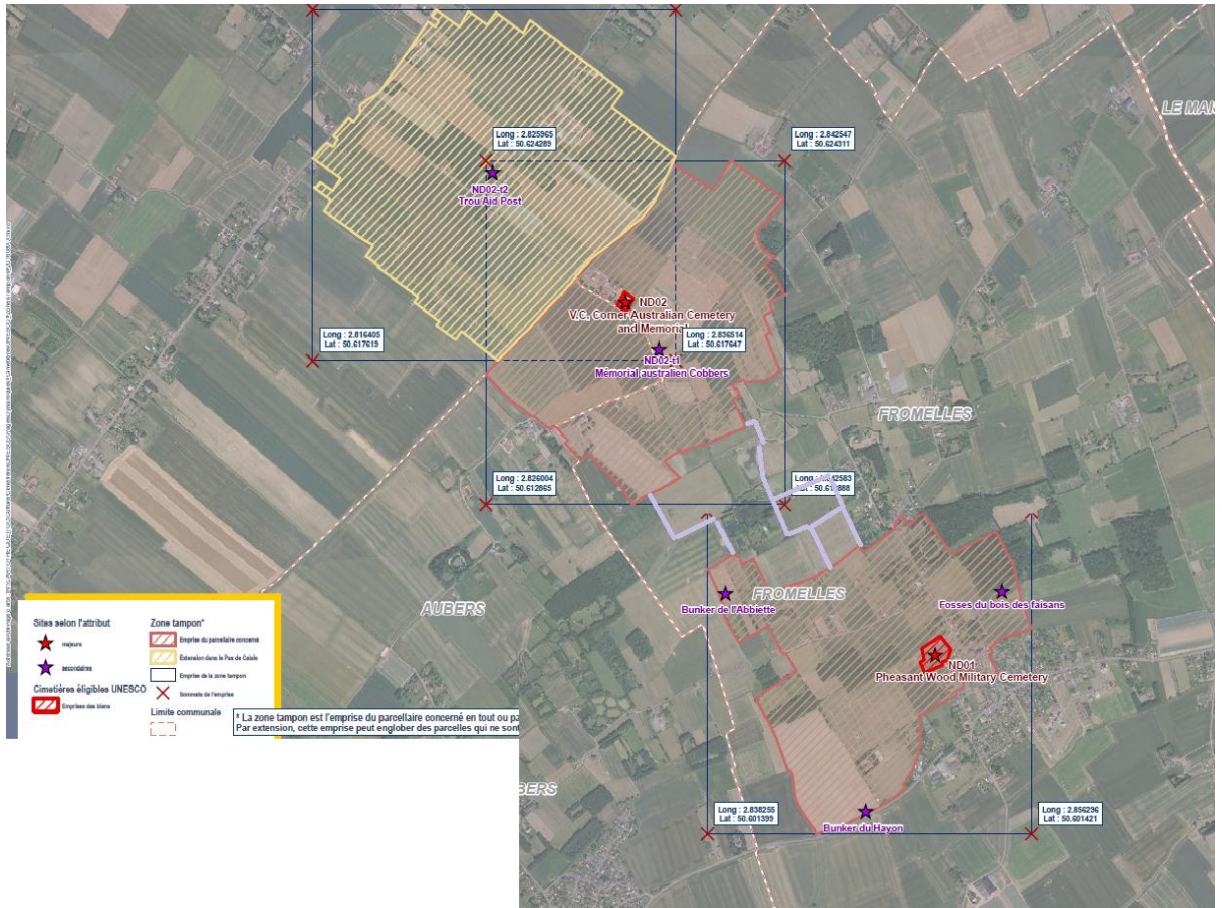 LE MAI
Long : 2.825965
Lat : 50.624289
Long : 2.842547
Lat : 50.624311
ND02-t2
Trou Aid Post
ND02
V.C. Corner Australian Cemetery
and Memorial
Long : 2.816405
Lat : 50.617619
Long : 2.836514
Lat : 50.617647
ND02-t1
Mémorial australien Cobbers
FROMELLES
Long : 2.826004
Lat : 50.612865
AUBERS
Bunker de l'Abbiette
FROMELLES
Fosses du bois des faisans
ND01
Pheasant Wood Military Cemetery
Sites selon l'attribut
majeurs
secondaires
Cimetières éligibles UNESCO
Emprises des biens
Zone tampon*
Emprise du parcellaire concerné
Extension dans le Pas de Calais
Emprise de la zone tampon
Sommets de l'emprise
Limite communale
* La zone tampon est l'emprise du parcellaire concerné en tout ou pa
Par extension, cette emprise peut englober des parcelles qui ne sont
BERS
Long : 2.838255
Lat : 50.601399
Long : 2.856296
Lat : 50.601421
Bunker du Hayon